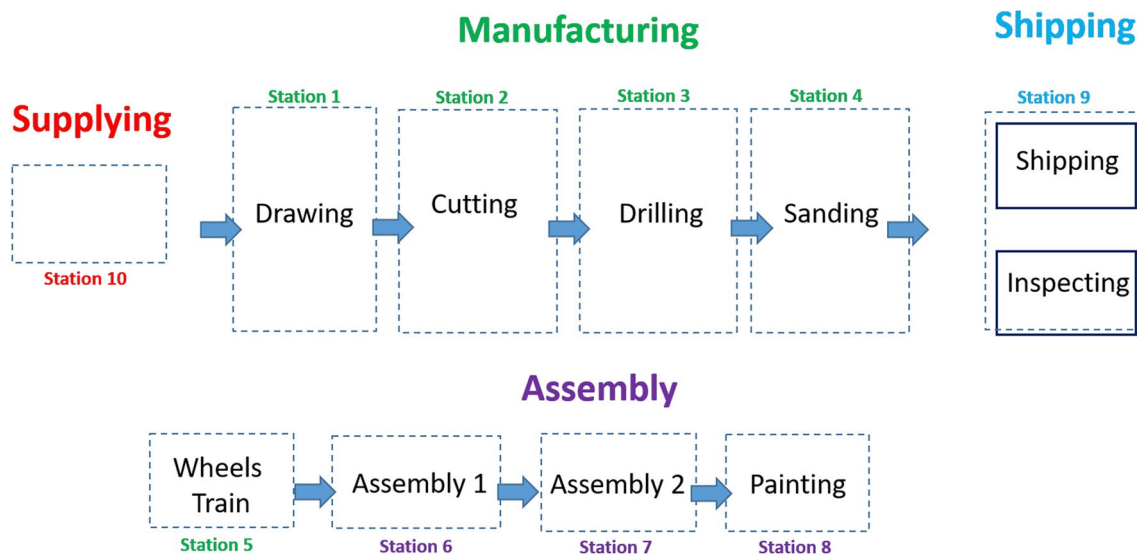 Manufacturing
Shipping
Supplying
Station 10
Station 1
Drawing
Station 2
Cutting
Station 3
Drilling
Station 4
Sanding
Station 9
Shipping
Inspecting
Assembly
Wheels
Train
Station 5
Assembly 1
Station 6
Assembly 2
Station 7
Painting
Station 8